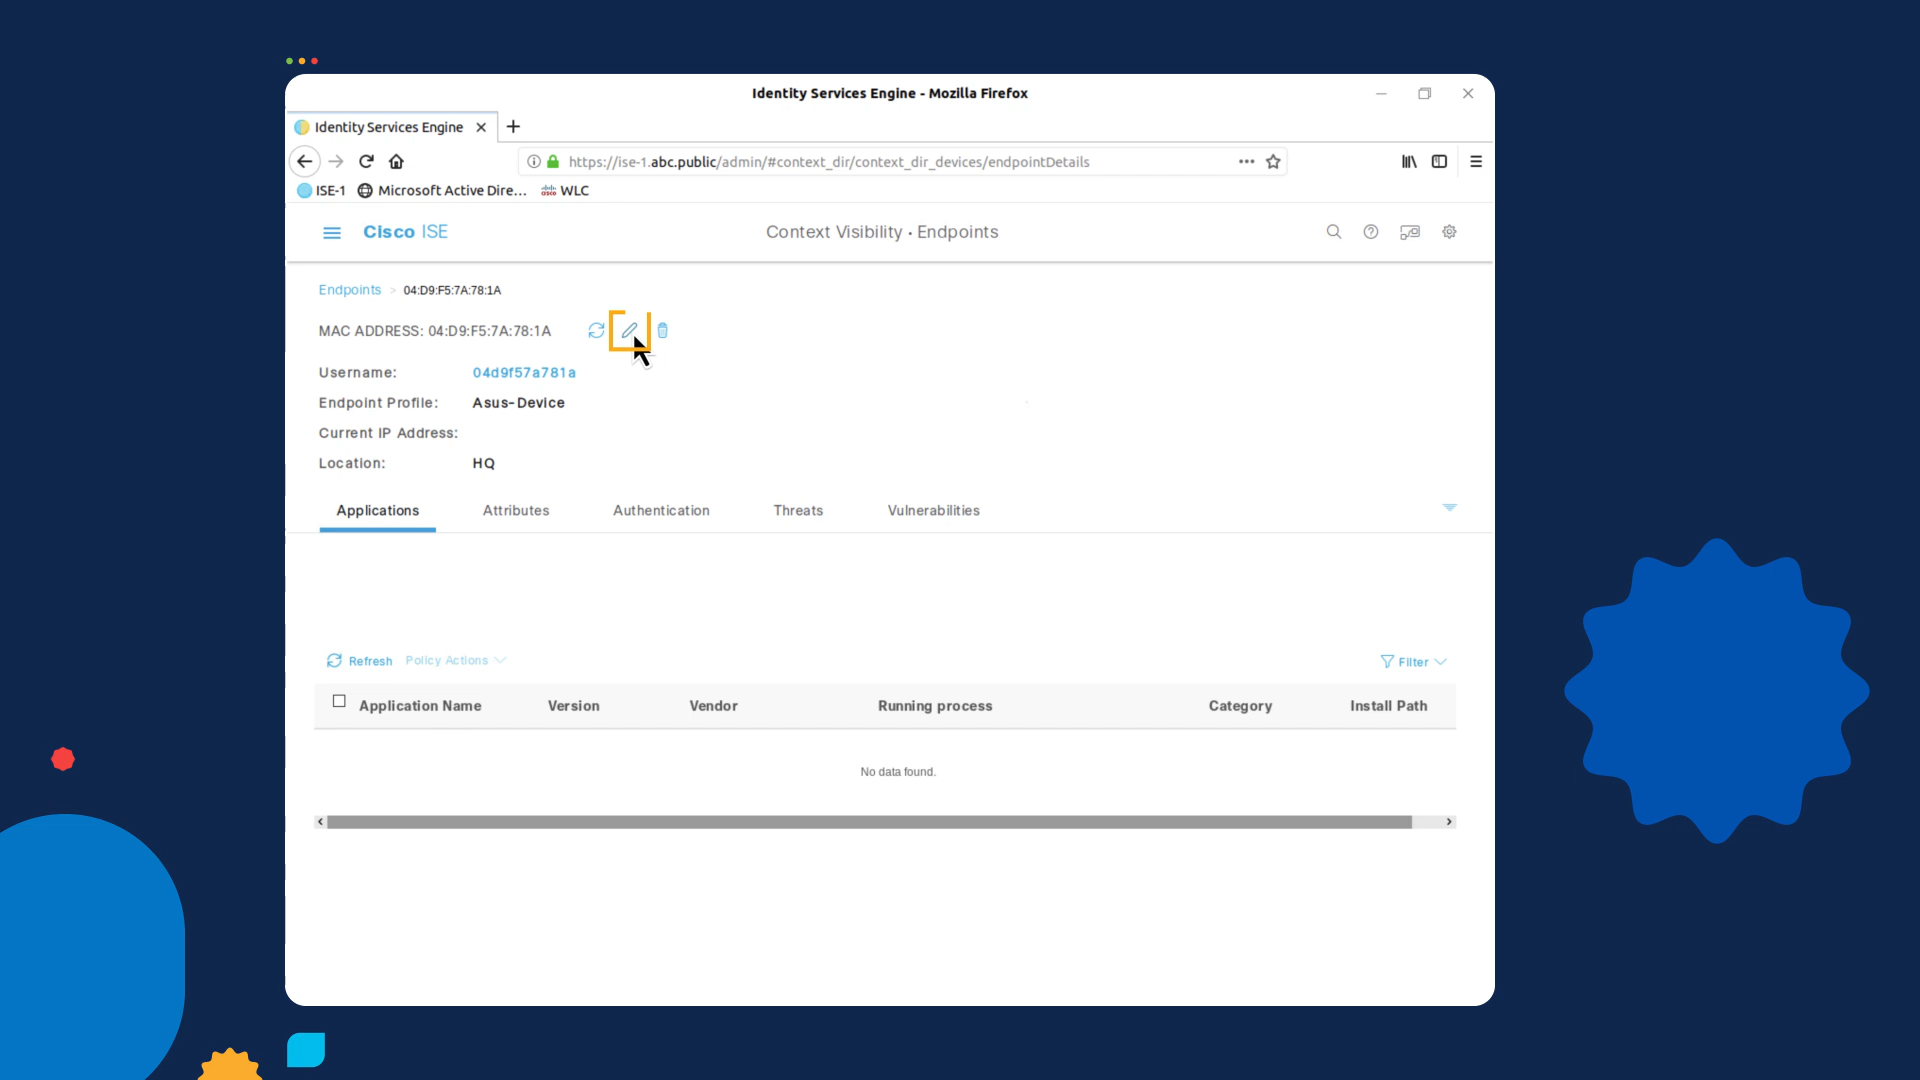 Identity Services Engine - Mozilla Firefox
Identity Services Engine
https://ise-1.abc.public/admin/#context_dir/context_dir_devices/endpointDetails
ISE-1 Microsoft Active Dire... WLC
Cisco ISE Context Visibility · Endpoints
Endpoints > 04:D9:F5:7A:78:1A
MAC ADDRESS: 04:D9:F5:7A:78:1A
Username: 04d9f57a781a
Endpoint Profile: Asus-Device
Current IP Address:
Location: HQ
Applications Attributes Authentication Threats Vulnerabilities
Refresh Policy Actions Filter
Application Name Version Vendor Running process Category Install Path
No data found.